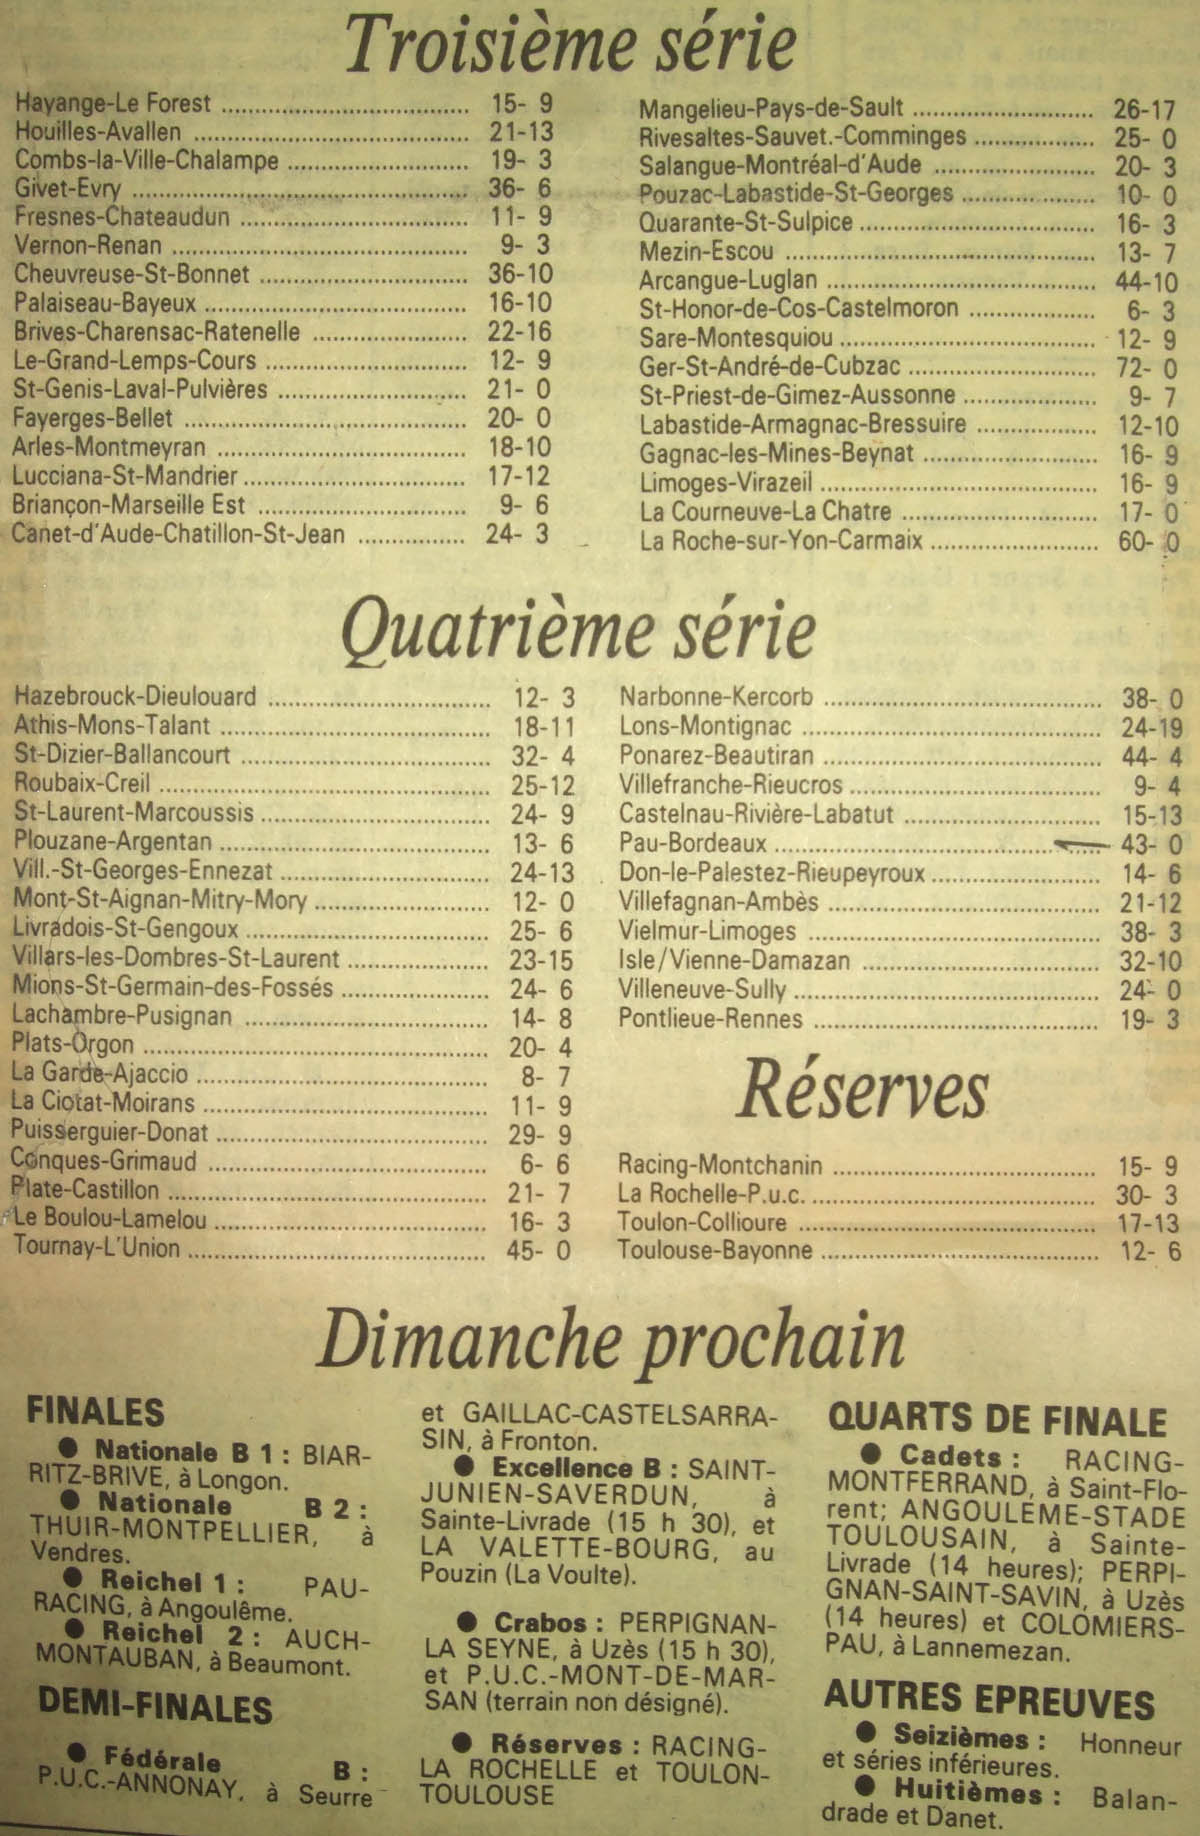 Troisième série
Hayange-Le Forest ........ 15- 9
Houilles-Avallen ........ 21-13
Combs-la-Ville-Chalampe ........ 19- 3
Givet-Evry ........ 36- 6
Fresnes-Chateaudun ........ 11- 9
Vernon-Renan ........ 9- 3
Cheuvreuse-St-Bonnet ........ 36-10
Palaiseau-Bayeux ........ 16-10
Brives-Charensac-Ratenelle ........ 22-16
Le-Grand-Lemps-Cours ........ 12- 9
St-Genis-Laval-Pulvières ........ 21- 0
Fayerges-Bellet ........ 20- 0
Arles-Montmeyran ........ 18-10
Lucciana-St-Mandrier ........ 17-12
Briançon-Marseille Est ........ 9- 6
Canet-d'Aude-Chatillon-St-Jean ........ 24- 3
Mangelieu-Pays-de-Sault ........ 26-17
Rivesaltes-Sauvet.-Comminges ........ 25- 0
Salangue-Montréal-d'Aude ........ 20- 3
Pouzac-Labastide-St-Georges ........ 10- 0
Quarante-St-Sulpice ........ 16- 3
Mezin-Escou ........ 13- 7
Arcangue-Luglan ........ 44-10
St-Honor-de-Cos-Castelmoron ........ 6- 3
Sare-Montesquiou ........ 12- 9
Ger-St-André-de-Cubzac ........ 72- 0
St-Priest-de-Gimez-Aussonne ........ 9- 7
Labastide-Armagnac-Bressuire ........ 12-10
Gagnac-les-Mines-Beynat ........ 16- 9
Limoges-Virazeil ........ 16- 9
La Courneuve-La Chatre ........ 17- 0
La Roche-sur-Yon-Carmaix ........ 60- 0
Quatrième série
Hazebrouck-Dieulouard ........ 12- 3
Athis-Mons-Talant ........ 18-11
St-Dizier-Ballancourt ........ 32- 4
Roubaix-Creil ........ 25-12
St-Laurent-Marcoussis ........ 24- 9
Plouzane-Argentan ........ 13- 6
Vill.-St-Georges-Ennezat ........ 24-13
Mont-St-Aignan-Mitry-Mory ........ 12- 0
Livradois-St-Gengoux ........ 25- 6
Villars-les-Dombres-St-Laurent ........ 23-15
Mions-St-Germain-des-Fossés ........ 24- 6
Lachambre-Pusignan ........ 14- 8
Plats-Orgon ........ 20- 4
La Garde-Ajaccio ........ 8- 7
La Ciotat-Moirans ........ 11- 9
Puisserguier-Donat ........ 29- 9
Conques-Grimaud ........ 6- 6
Plate-Castillon ........ 21- 7
Le Boulou-Lamelou ........ 16- 3
Tournay-L'Union ........ 45- 0
Narbonne-Kercorb ........ 38- 0
Lons-Montignac ........ 24-19
Ponarez-Beautiran ........ 44- 4
Villefranche-Rieucros ........ 9- 4
Castelnau-Rivière-Labatut ........ 15-13
Pau-Bordeaux ........ 43- 0
Don-le-Palestez-Rieupeyroux ........ 14- 6
Villefagnan-Ambès ........ 21-12
Vielmur-Limoges ........ 38- 3
Isle/Vienne-Damazan ........ 32-10
Villeneuve-Sully ........ 24- 0
Pontlieue-Rennes ........ 19- 3
Réserves
Racing-Montchanin ........ 15- 9
La Rochelle-P.u.c. ........ 30- 3
Toulon-Collioure ........ 17-13
Toulouse-Bayonne ........ 12- 6
Dimanche prochain
FINALES
● Nationale B 1 : BIAR-
RITZ-BRIVE, à Longon.
● Nationale B 2 :
THUIR-MONTPELLIER, à
Vendres.
● Reichel 1 : PAU-
RACING, à Angoulême.
● Reichel 2 : AUCH-
MONTAUBAN, à Beaumont.
DEMI-FINALES
● Fédérale B :
P.U.C.-ANNONAY, à Seurre
et GAILLAC-CASTELSARRA-
SIN, à Fronton.
● Excellence B : SAINT-
JUNIEN-SAVERDUN, à
Sainte-Livrade (15 h 30), et
LA VALETTE-BOURG, au
Pouzin (La Voulte).
● Crabos : PERPIGNAN-
LA SEYNE, à Uzès (15 h 30),
et P.U.C.-MONT-DE-MAR-
SAN (terrain non désigné).
● Réserves : RACING-
LA ROCHELLE et TOULON-
TOULOUSE
QUARTS DE FINALE
● Cadets : RACING-
MONTFERRAND, à Saint-Flo-
rent; ANGOULEME-STADE
TOULOUSAIN, à Sainte-
Livrade (14 heures); PERPI-
GNAN-SAINT-SAVIN, à Uzès
(14 heures) et COLOMIERS-
PAU, à Lannemezan.
AUTRES EPREUVES
● Seizièmes : Honneur
et séries inférieures.
● Huitièmes : Balan-
drade et Danet.